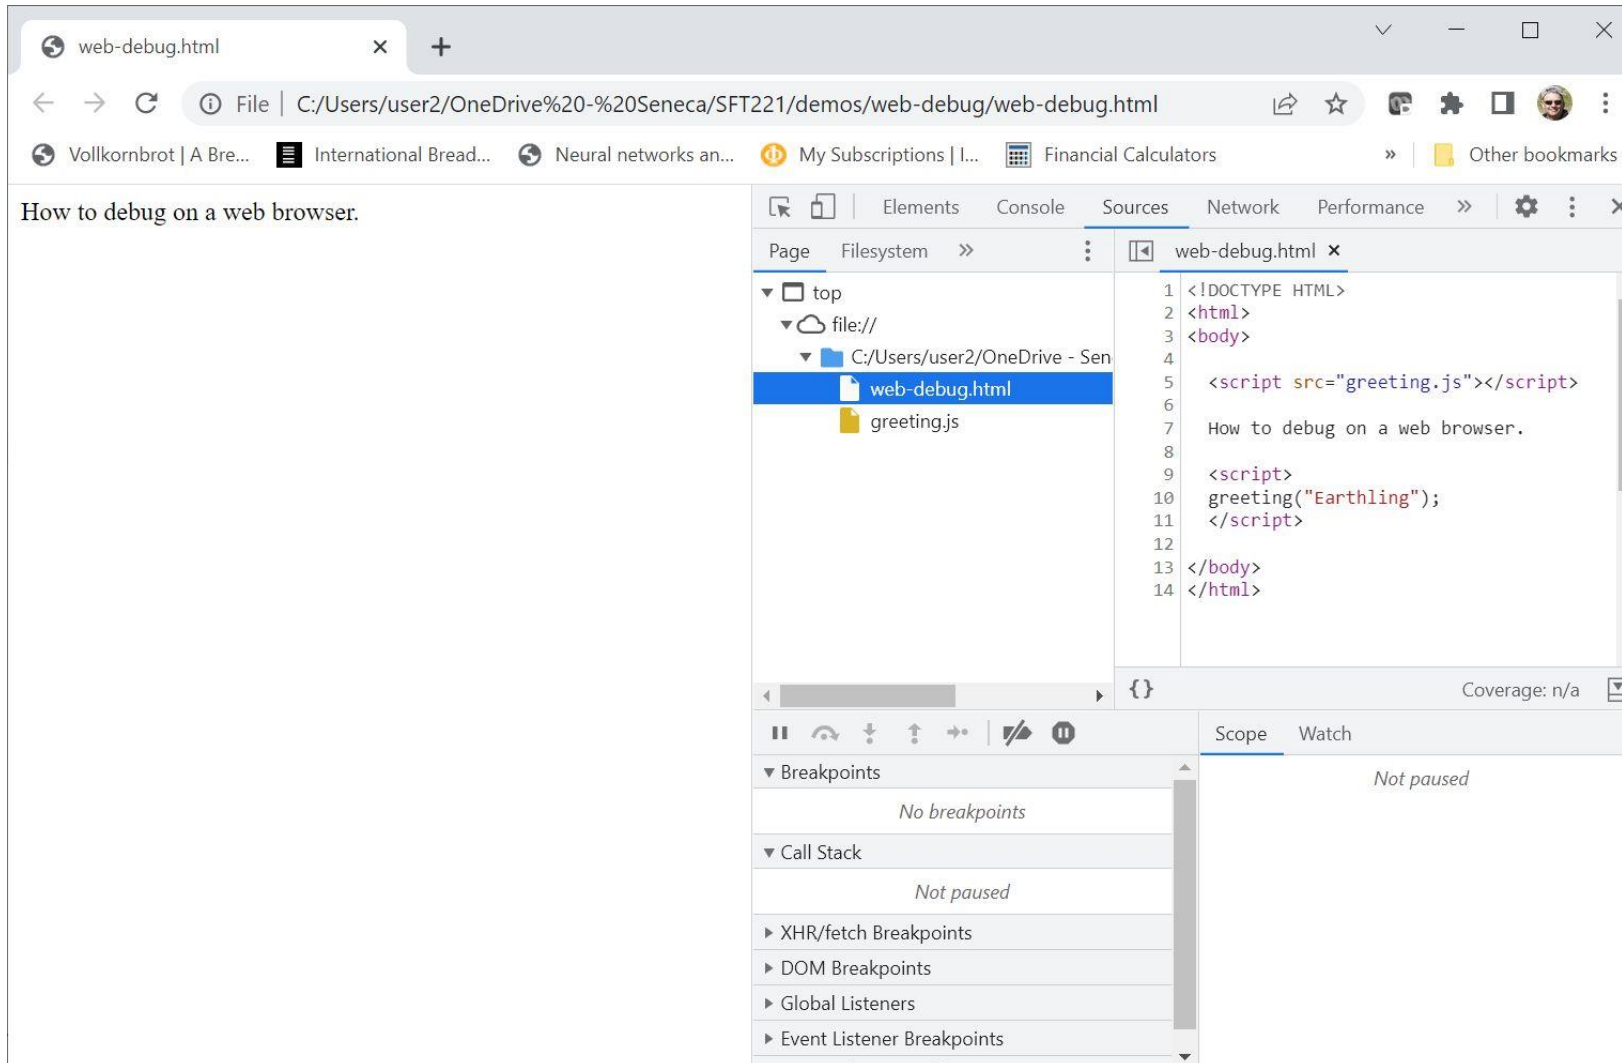 web-debug.html
File C:/Users/user2/OneDrive%20-%20Seneca/SFT221/demos/web-debug/web-debug.html
Vollkornbrot | A Bre... International Bread... Neural networks an... My Subscriptions | I... Financial Calculators » Other bookmarks
How to debug on a web browser.
Elements Console Sources Network Performance »
Page Filesystem »
web-debug.html
top
file://
C:/Users/user2/OneDrive - Sen
web-debug.html
greeting.js
1 <!DOCTYPE HTML>
2 <html>
3 <body>
4
5 <script src="greeting.js"></script>
6
7 How to debug on a web browser.
8
9 <script>
10 greeting("Earthling");
11 </script>
12
13 </body>
14 </html>
{} Coverage: n/a
Breakpoints
No breakpoints
Call Stack
Not paused
XHR/fetch Breakpoints
DOM Breakpoints
Global Listeners
Event Listener Breakpoints
Scope Watch
Not paused